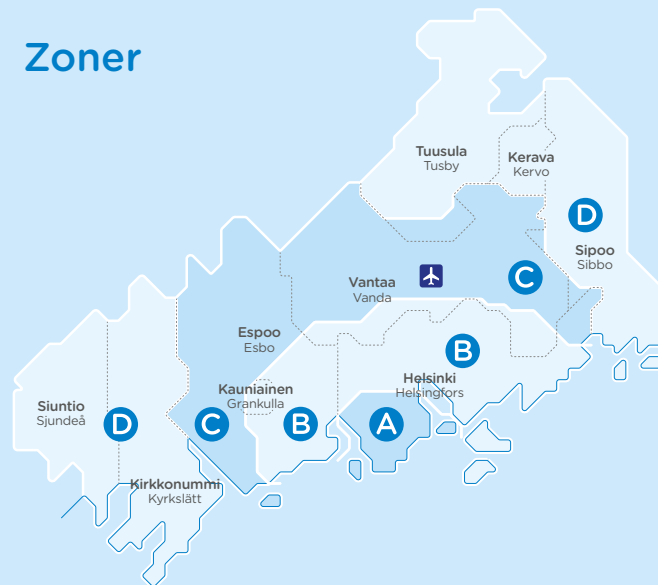 Zoner
Tuusula
Tusby
Kerava
Kervo
D
Sipoo
Sibbo
C
Vantaa
Vanda
Espoo
Esbo
B
Helsinki
Helsingfors
Kauniainen
Grankulla
Siuntio
Sjundeå
D
C
B
A
Kirkkonummi
Kyrkslätt